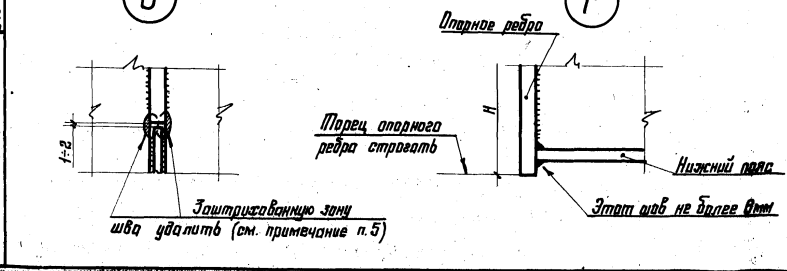 Опорное ребро
H
1÷2
Торец опорного
ребра строгать
Нижний пояс
Заштрихованную зону
шва удалить (см. примечание п.5)
Этот шов не более 8мм